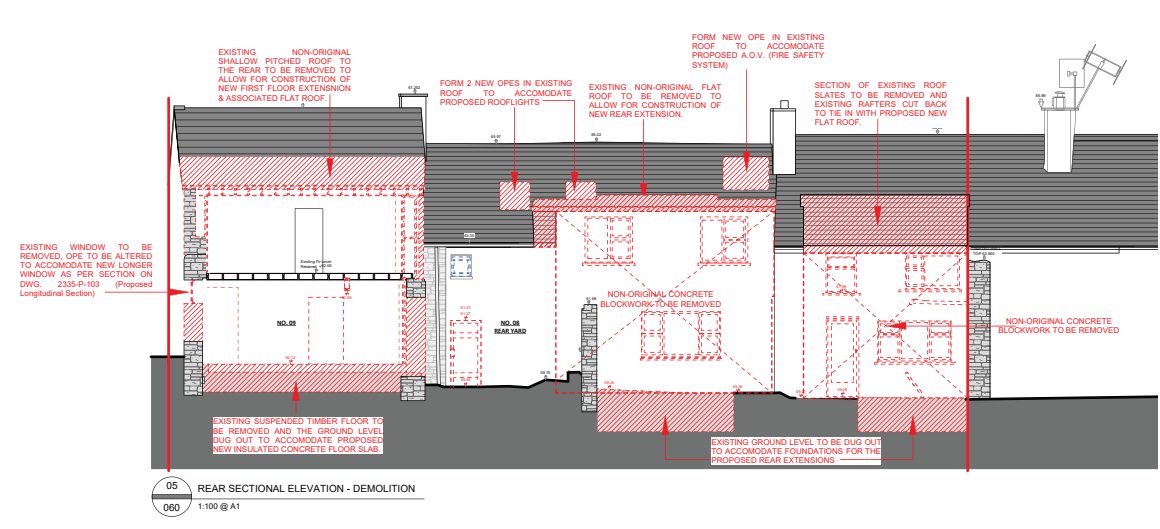 FORM NEW OPE IN EXISTING
ROOF TO ACCOMODATE
PROPOSED A.O.V. (FIRE SAFETY
SYSTEM)
EXISTING NON-ORIGINAL
SHALLOW PITCHED ROOF TO
THE REAR TO BE REMOVED TO
ALLOW FOR CONSTRUCTION OF
NEW FIRST FLOOR EXTENSNION
& ASSOCIATED FLAT ROOF.
FORM 2 NEW OPES IN EXISTING
ROOF TO ACCOMODATE
PROPOSED ROOFLIGHTS
EXISTING NON-ORIGINAL FLAT
ROOF TO BE REMOVED TO
ALLOW FOR CONSTRUCTION OF
NEW REAR EXTENSION.
SECTION OF EXISTING ROOF
SLATES TO BE REMOVED AND
EXISTING RAFTERS CUT BACK
TO TIE IN WITH PROPOSED NEW
FLAT ROOF.
EXISTING WINDOW TO BE
REMOVED, OPE TO BE ALTERED
TO ACCOMODATE NEW LONGER
WINDOW AS PER SECTION ON
DWG. 2335-P-103 (Proposed
Longitudinal Section)
NO. 09
NO. 08
REAR YARD
NON-ORIGINAL CONCRETE
BLOCKWORK TO BE REMOVED
NON-ORIGINAL CONCRETE
BLOCKWORK TO BE REMOVED
EXISTING SUSPENDED TIMBER FLOOR TO
BE REMOVED AND THE GROUND LEVEL
DUG OUT TO ACCOMODATE PROPOSED
NEW INSULATED CONCRETE FLOOR SLAB.
EXISTING GROUND LEVEL TO BE DUG OUT
TO ACCOMODATE FOUNDATIONS FOR THE
PROPOSED REAR EXTENSIONS
05
060
REAR SECTIONAL ELEVATION - DEMOLITION
1:100 @ A1